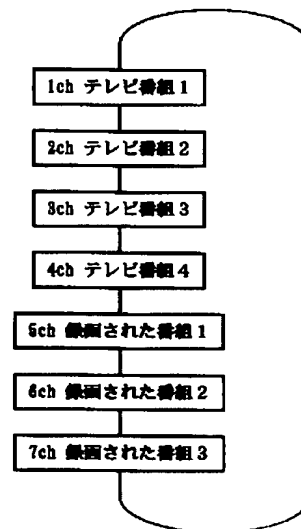 1ch テレビ番組1
2ch テレビ番組2
3ch テレビ番組3
4ch テレビ番組4
5ch 録画された番組1
6ch 録画された番組2
7ch 録画された番組3